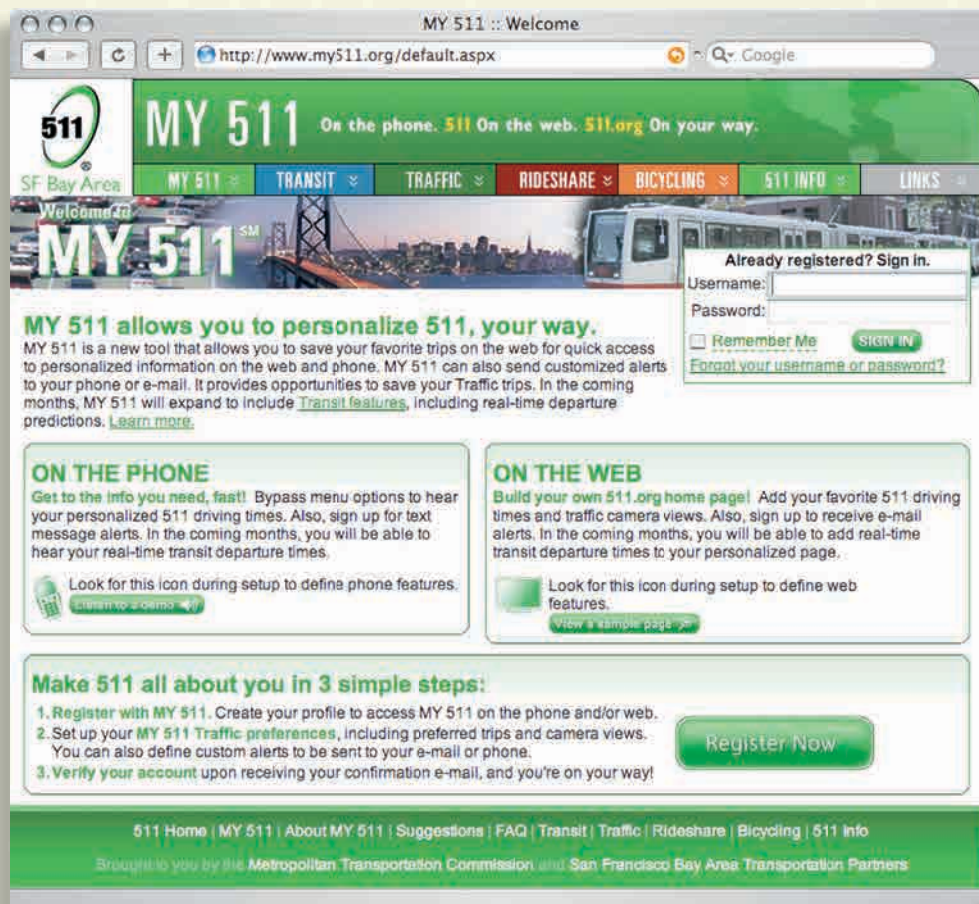 MY 511 :: Welcome
http://www.my511.org/default.aspx
Google
511
®
SF Bay Area
MY 511 On the phone. 511 On the web. 511.org On your way.
MY 511 TRANSIT TRAFFIC RIDESHARE BICYCLING 511 INFO LINKS
Welcome to
MY 511 SM
Already registered? Sign in.
Username:
Password:
Remember Me SIGN IN
Forgot your username or password?
MY 511 allows you to personalize 511, your way.
MY 511 is a new tool that allows you to save your favorite trips on the web for quick access
to personalized information on the web and phone. MY 511 can also send customized alerts
to your phone or e-mail. It provides opportunities to save your Traffic trips. In the coming
months, MY 511 will expand to include Transit features, including real-time departure
predictions. Learn more.
ON THE PHONE
Get to the info you need, fast! Bypass menu options to hear
your personalized 511 driving times. Also, sign up for text
message alerts. In the coming months, you will be able to
hear your real-time transit departure times.
Look for this icon during setup to define phone features.
Listen to a demo
ON THE WEB
Build your own 511.org home page! Add your favorite 511 driving
times and traffic camera views. Also, sign up to receive e-mail
alerts. In the coming months, you will be able to add real-time
transit departure times to your personalized page.
Look for this icon during setup to define web
features.
View a sample page
Make 511 all about you in 3 simple steps:
1. Register with MY 511. Create your profile to access MY 511 on the phone and/or web.
2. Set up your MY 511 Traffic preferences, including preferred trips and camera views.
You can also define custom alerts to be sent to your e-mail or phone.
3. Verify your account upon receiving your confirmation e-mail, and you're on your way!
Register Now
511 Home | MY 511 | About MY 511 | Suggestions | FAQ | Transit | Traffic | Rideshare | Bicycling | 511 Info
Brought to you by the Metropolitan Transportation Commission and San Francisco Bay Area Transportation Partners